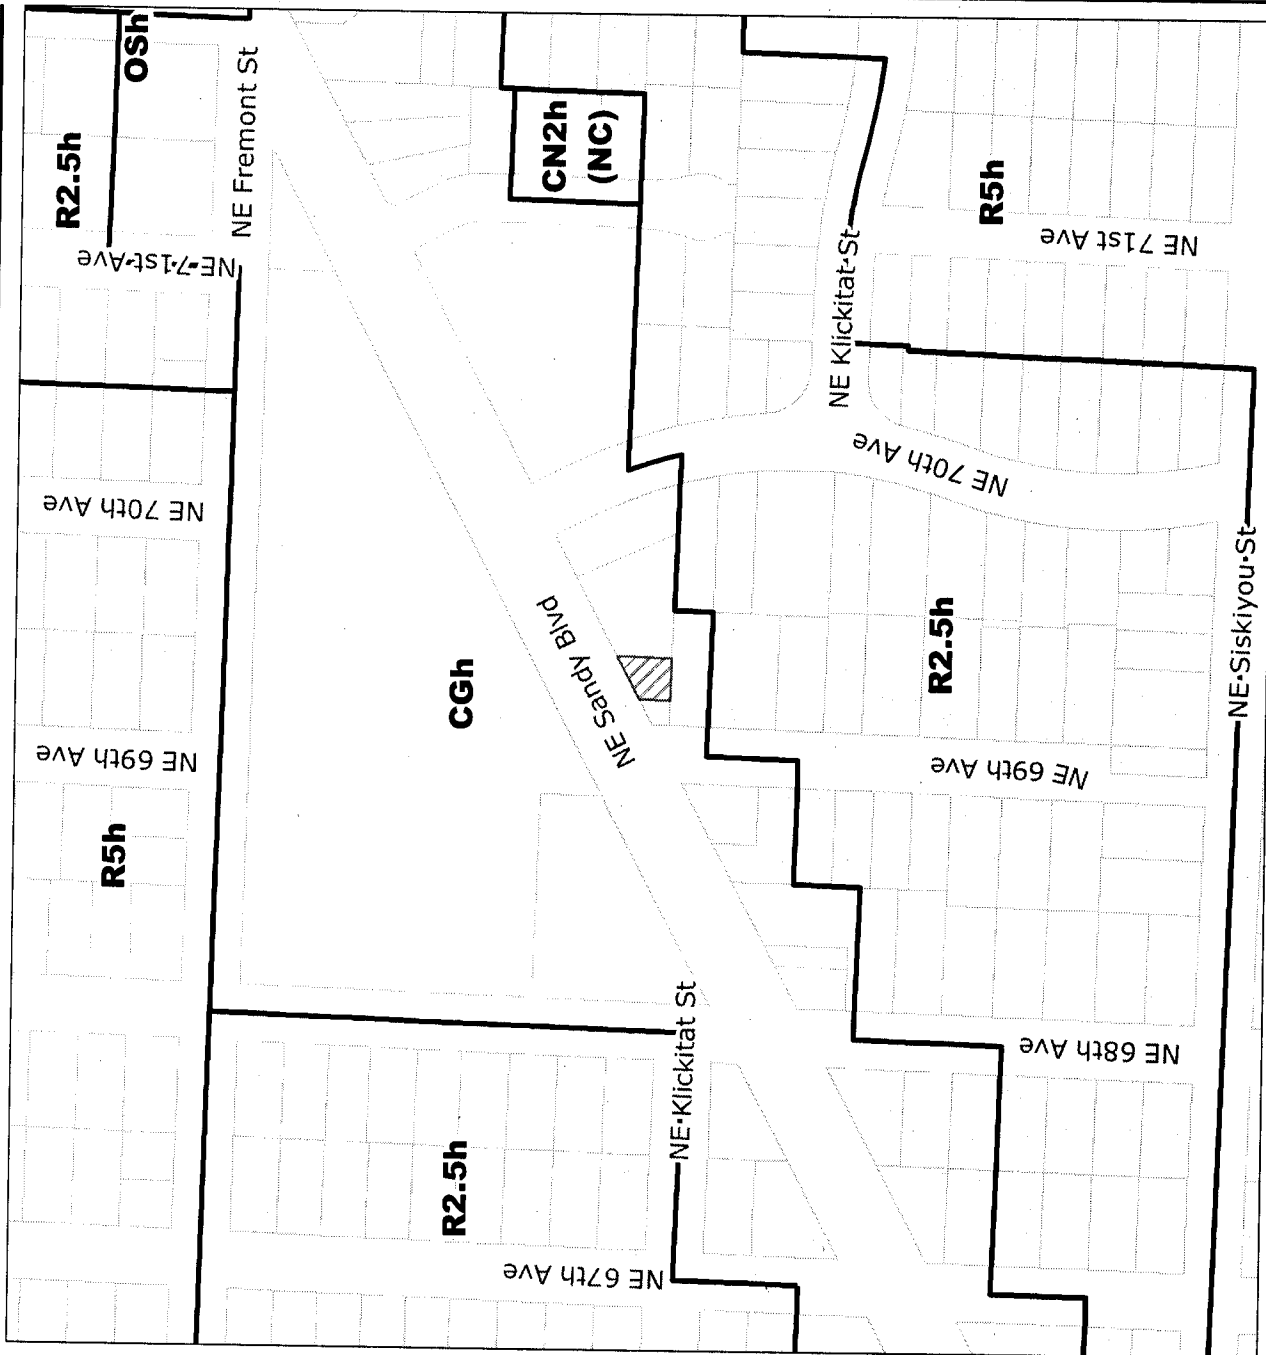 OSh
R2.5h
NE Fremont St
NE 71st Ave
CN2h
(NC)
R5h
NE 71st Ave
NE Klickitat St
NE 70th Ave
NE 70th Ave
NE Sandy Blvd
CGh
R2.5h
NE Siskiyou St
NE 69th Ave
NE 69th Ave
R5h
NE Klickitat St
NE 68th Ave
R2.5h
NE 67th Ave